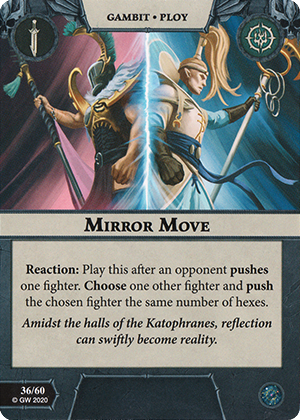 GAMBIT • PLOY
MIRROR MOVE
Reaction: Play this after an opponent pushes
one fighter. Choose one other fighter and push
the chosen fighter the same number of hexes.
Amidst the halls of the Katophranes, reflection
can swiftly become reality.
36/60
© GW 2020